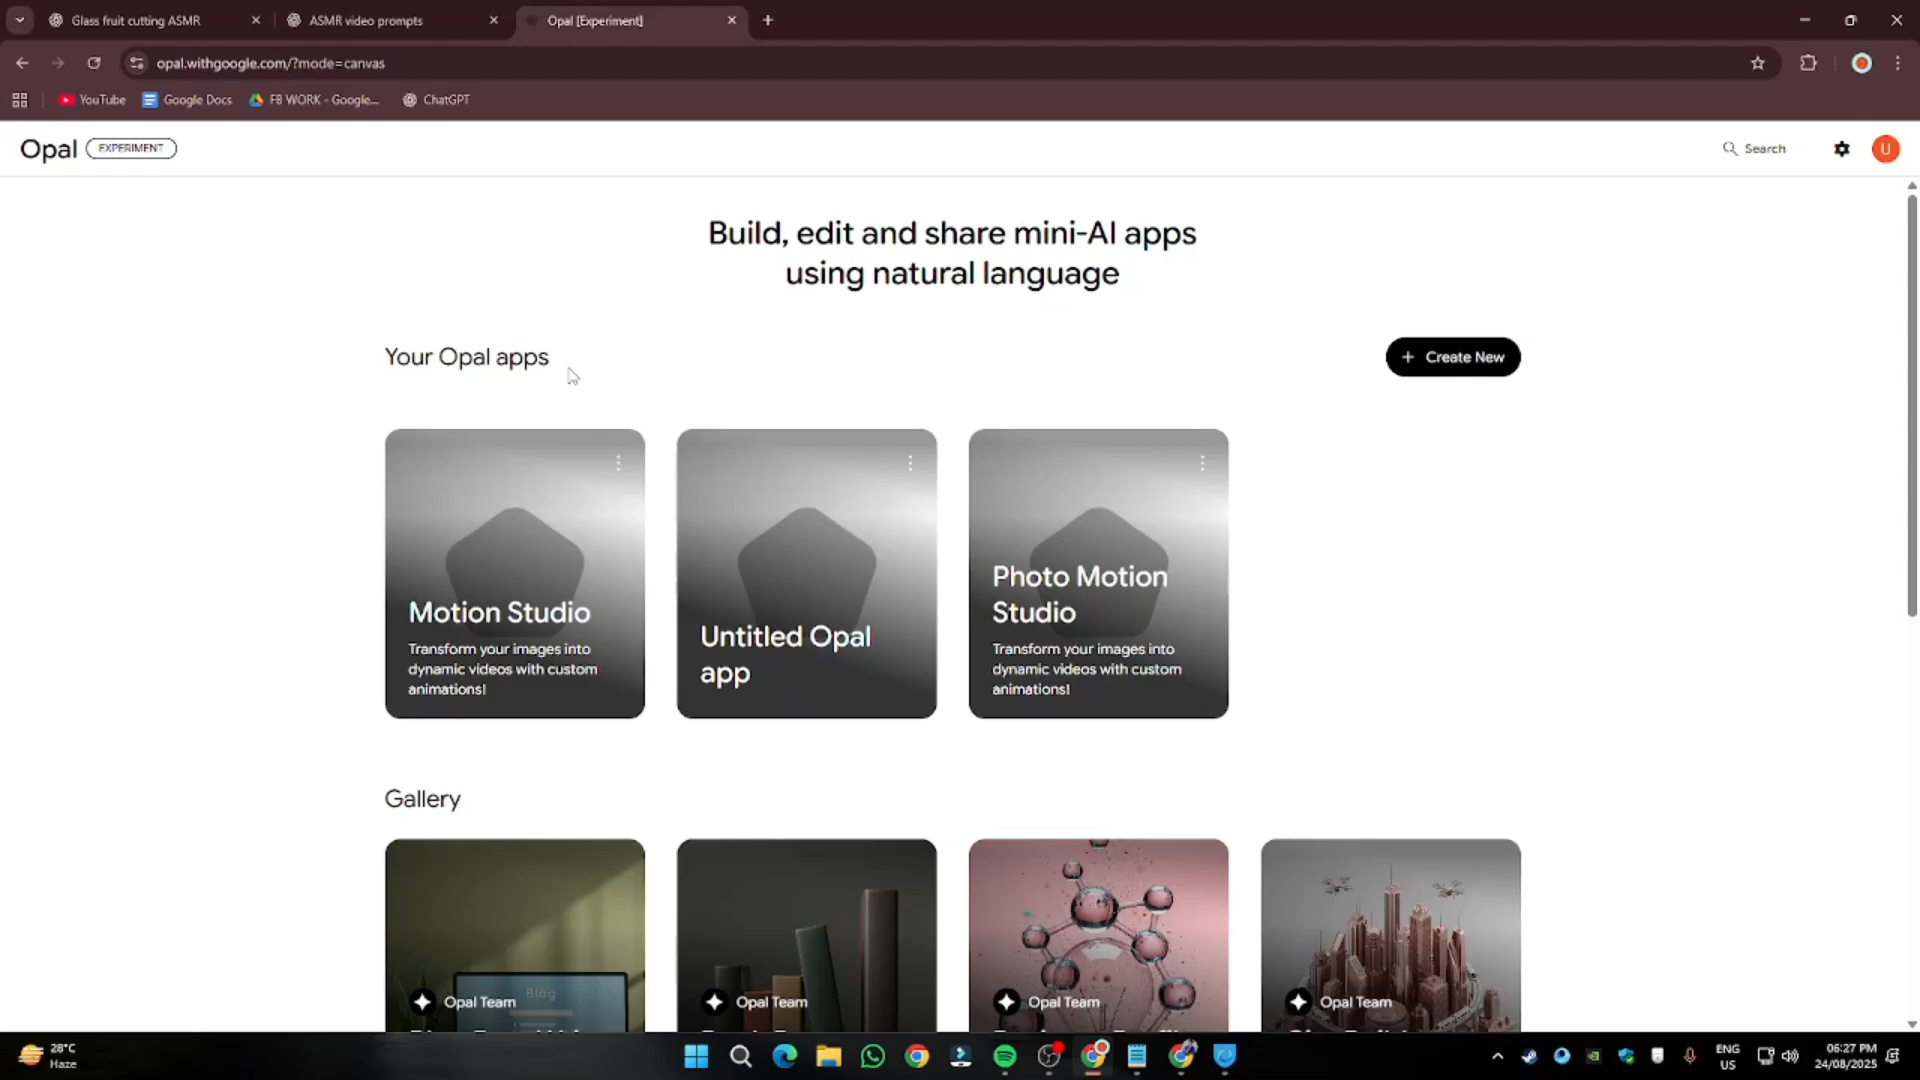 Glass fruit cutting ASMR
ASMR video prompts
Opal [Experiment]
opal.withgoogle.com/?mode=canvas
YouTube
Google Docs
FB WORK - Google...
ChatGPT
Opal EXPERIMENT
Search
U
Build, edit and share mini-AI apps
using natural language
Your Opal apps
+ Create New
Motion Studio
Transform your images into
dynamic videos with custom
animations!
Untitled Opal
app
Photo Motion
Studio
Transform your images into
dynamic videos with custom
animations!
Gallery
Blog
Opal Team
Opal Team
Opal Team
Opal Team
28°C
Haze
ENG
US
06:27 PM
24/08/2025